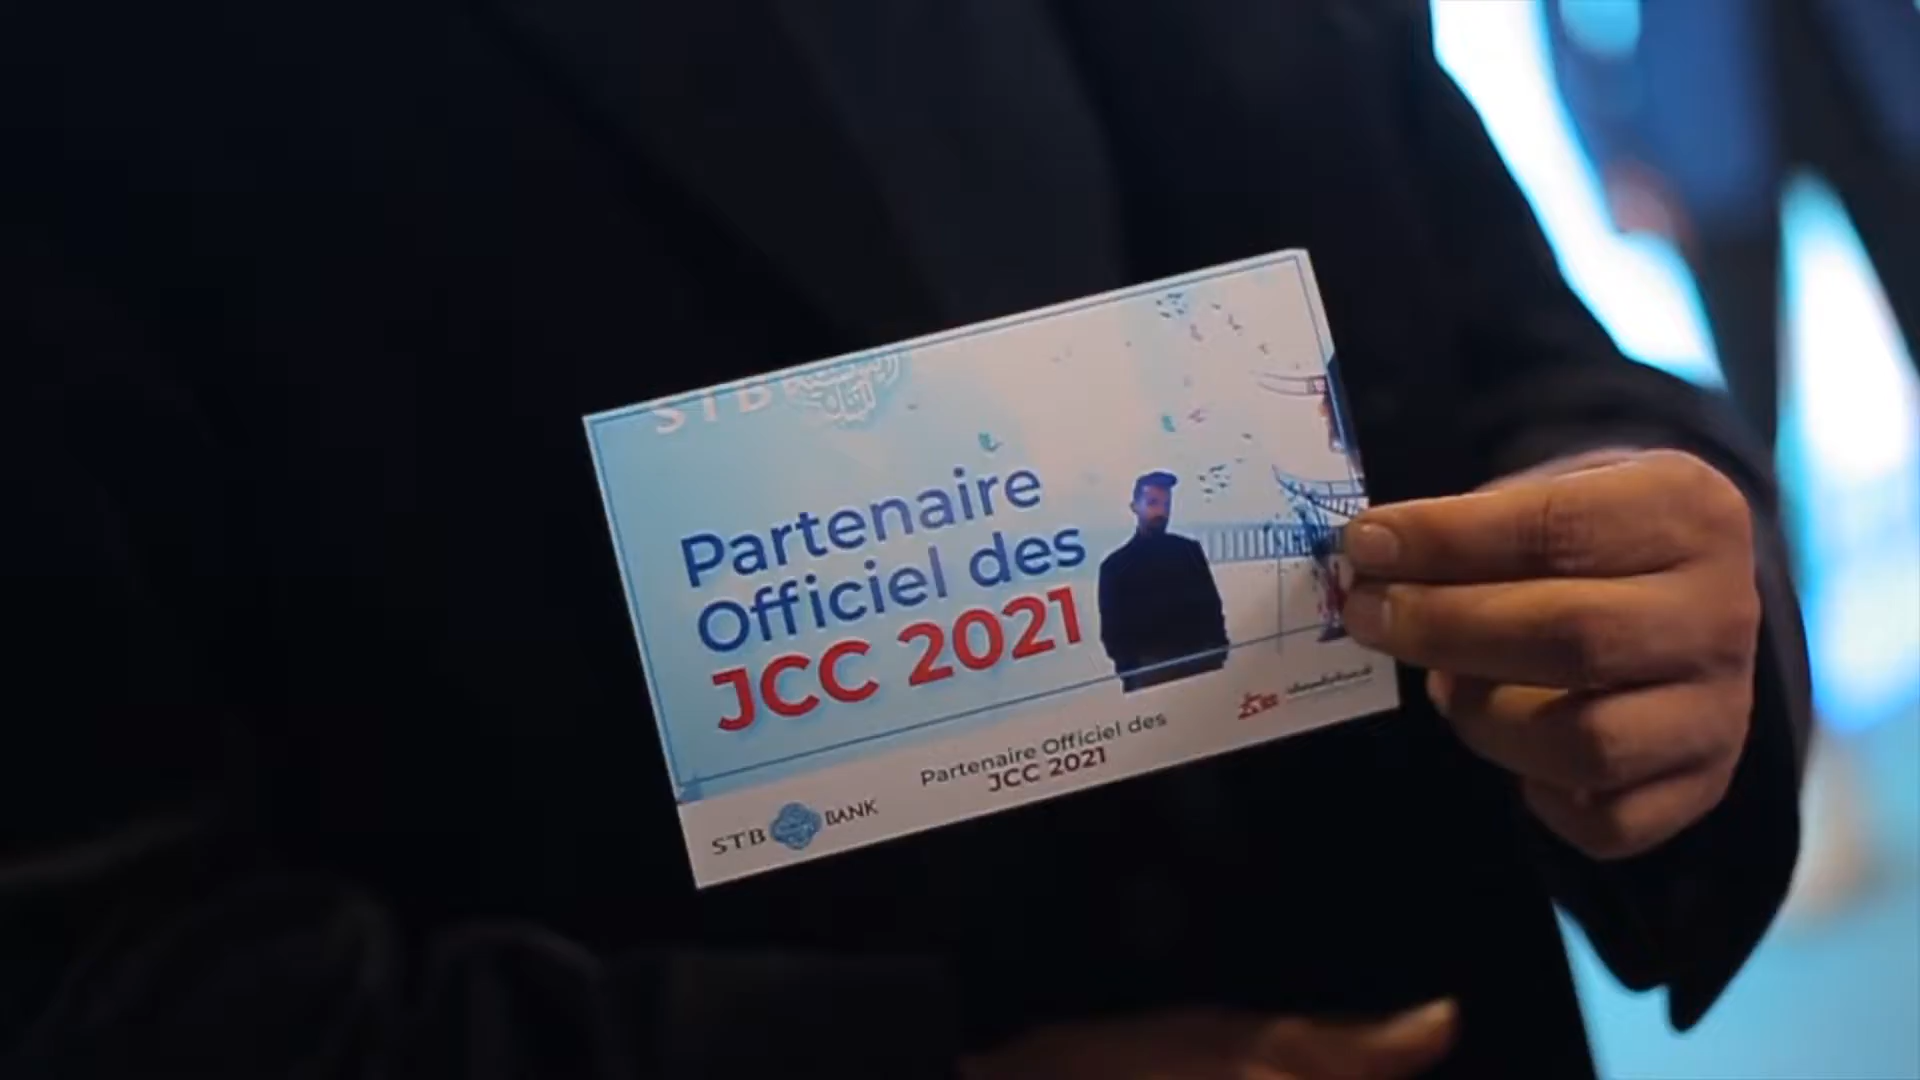 STB
Partenaire
Officiel des
JCC 2021
Partenaire Officiel des
JCC 2021
STB BANK